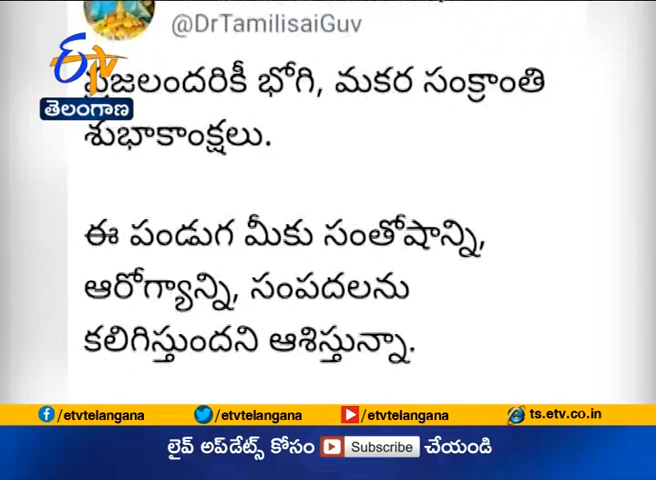 @DrTamilisaiGuv
ప్రజలందరికీ భోగి, మకర సంక్రాంతి
శుభాకాంక్షలు.
ఈ పండుగ మీకు సంతోషాన్ని,
ఆరోగ్యాన్ని, సంపదలను
కలిగిస్తుందని ఆశిస్తున్నా.
etv
తెలంగాణ
/etvtelangana /etvtelangana /etvtelangana ts.etv.co.in
లైవ్ అప్‌డేట్స్ కోసం Subscribe చేయండి